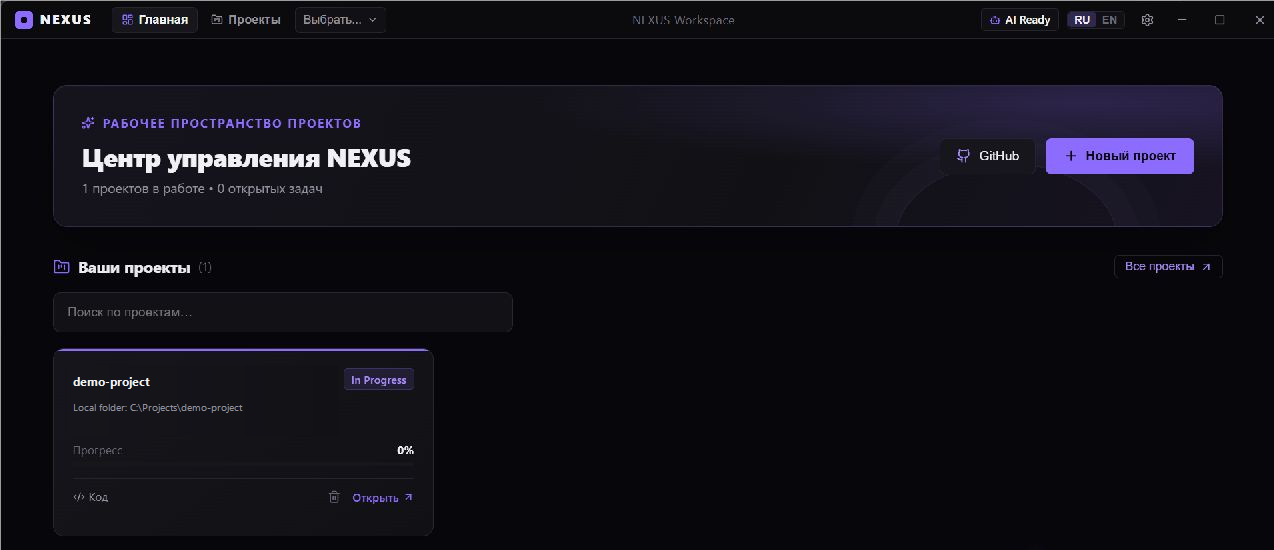 NEXUS Главная Проекты Выбрать... NEXUS Workspace AI Ready RU EN
РАБОЧЕЕ ПРОСТРАНСТВО ПРОЕКТОВ
Центр управления NEXUS
1 проектов в работе • 0 открытых задач
GitHub
Новый проект
Ваши проекты (1)
Все проекты
Поиск по проектам...
demo-project
In Progress
Local folder: C:\Projects\demo-project
Прогресс 0%
Код
Открыть